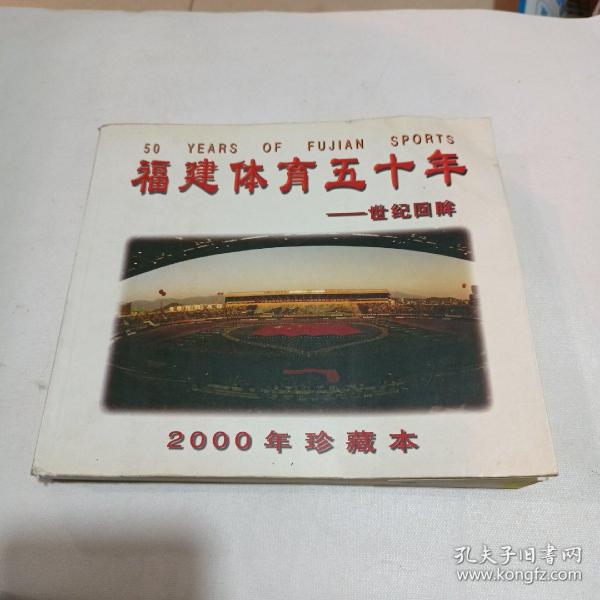 50 YEARS OF FUJIAN SPORTS
福建体育五十年
——世纪回眸
2000年珍藏本
孔夫子旧书网
www.kongfz.com